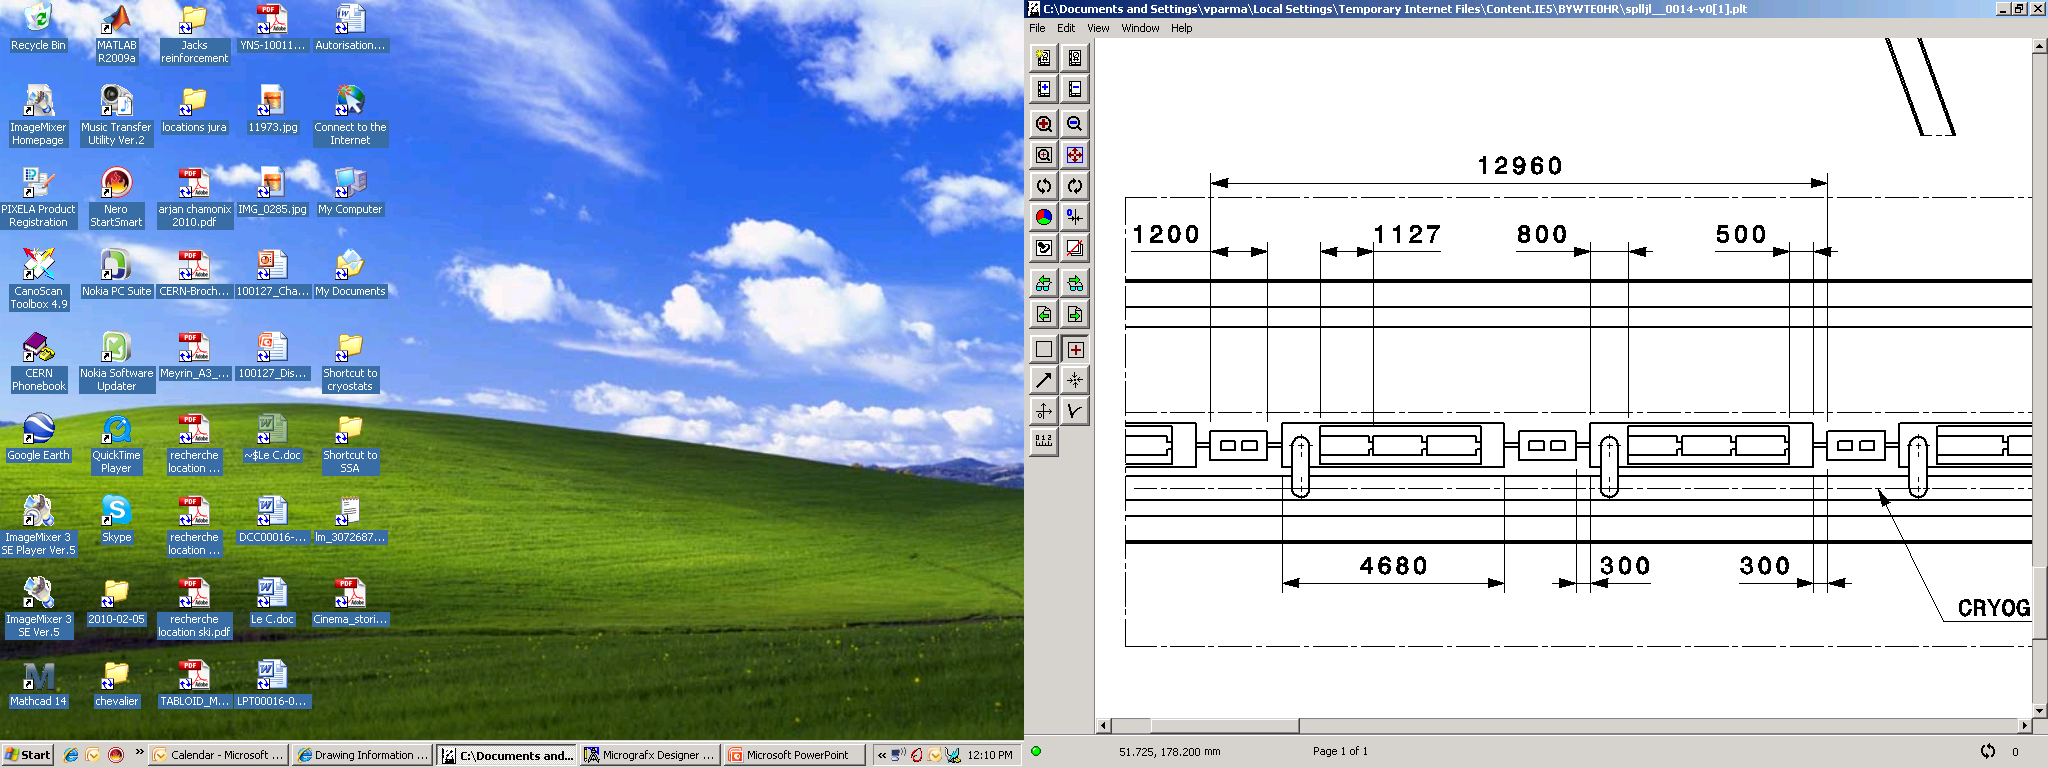 Recycle Bin
MATLAB
R2009a
Jacks
reinforcement
YNS-10011...
Autorisation...
ImageMixer
Homepage
Music Transfer
Utility Ver.2
locations jura
11973.jpg
Connect to the
Internet
PIXELA Product
Registration
Nero
StartSmart
arjan chamonix
2010.pdf
IMG_0285.jpg
My Computer
CanoScan
Toolbox 4.9
Nokia PC Suite
CERN-Broch...
100127_Cha...
My Documents
CERN
Phonebook
Nokia Software
Updater
Meyrin_A3_...
100127_Dis...
Shortcut to
cryostats
Google Earth
QuickTime
Player
recherche
location ...
~$Le C.doc
Shortcut to
SSA
ImageMixer 3
SE Player Ver.5
Skype
recherche
location ...
DCC00016-...
lm_3072687...
ImageMixer 3
SE Ver.5
2010-02-05
recherche
location ski.pdf
Le C.doc
Cinema_stori...
Mathcad 14
chevalier
TABLOID_M...
LPT00016-0...
Start
Calendar - Microsoft ...
Drawing Information ...
C:\Documents and...
Micrografx Designer ...
Microsoft PowerPoint
12:10 PM
C:\Documents and Settings\vparma\Local Settings\Temporary Internet Files\Content.IE5\BYWTE0HR\splljl__0014-v0[1].plt
File Edit View Window Help
12960
1200
1127
800
500
4680
300
300
CRYOG
51.725, 178.200 mm
Page 1 of 1
0